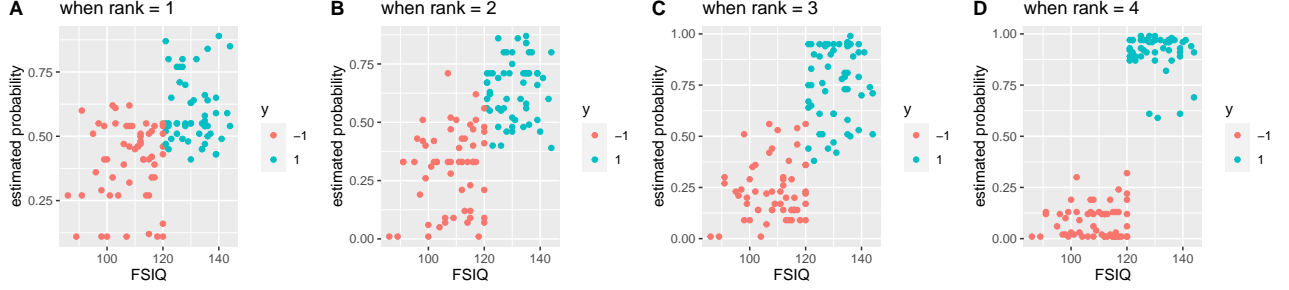 A when rank = 1
estimated probability
0.75
0.50
0.25
100 120 140
FSIQ
y
−1
1
B when rank = 2
estimated probability
0.75
0.50
0.25
0.00
100 120 140
FSIQ
y
−1
1
C when rank = 3
estimated probability
1.00
0.75
0.50
0.25
0.00
100 120 140
FSIQ
y
−1
1
D when rank = 4
estimated probability
1.00
0.75
0.50
0.25
0.00
100 120 140
FSIQ
y
−1
1